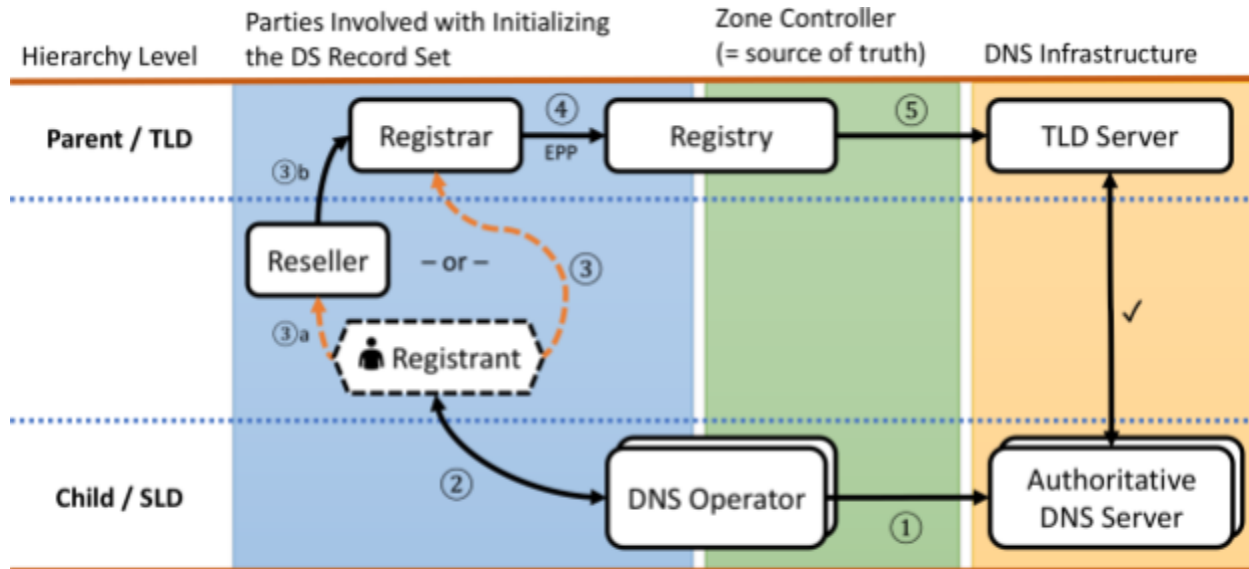 Hierarchy Level
Parties Involved with Initializing
the DS Record Set
Zone Controller
(= source of truth)
DNS Infrastructure
Parent / TLD
Registrar
④
EPP
Registry
⑤
TLD Server
③b
Reseller
– or –
③
③a
Registrant
✓
Child / SLD
②
DNS Operator
①
Authoritative
DNS Server